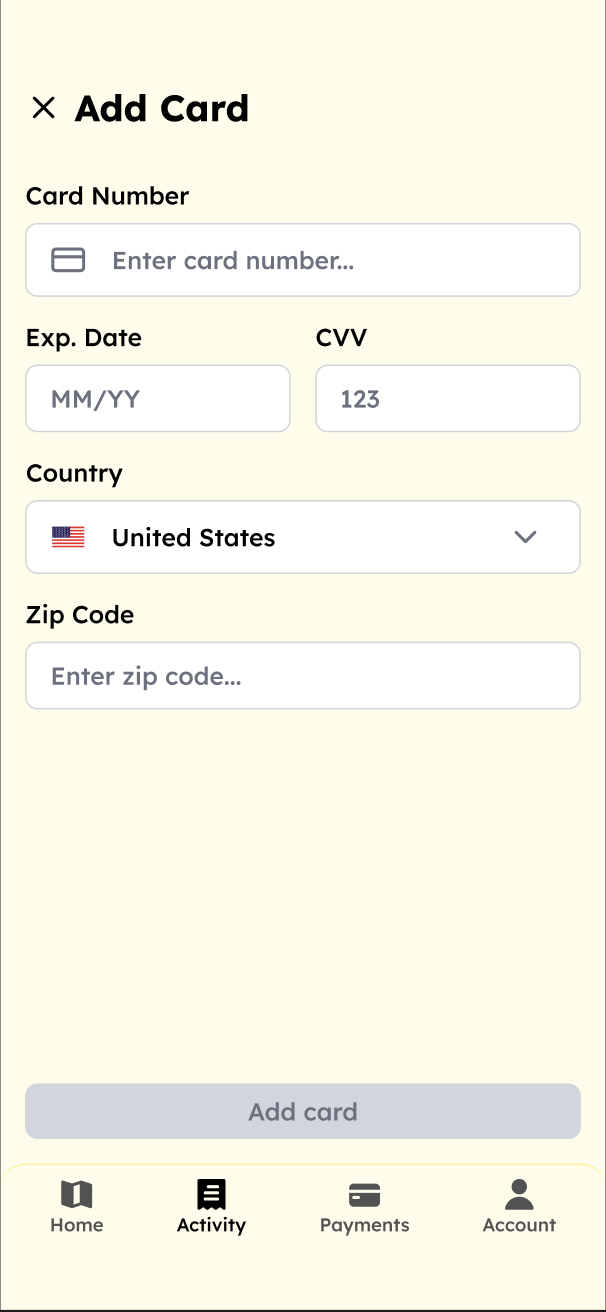 Add Card
Card Number
Enter card number...
Exp. Date
CVV
MM/YY
123
Country
United States
Zip Code
Enter zip code...
Add card
Home
Activity
Payments
Account